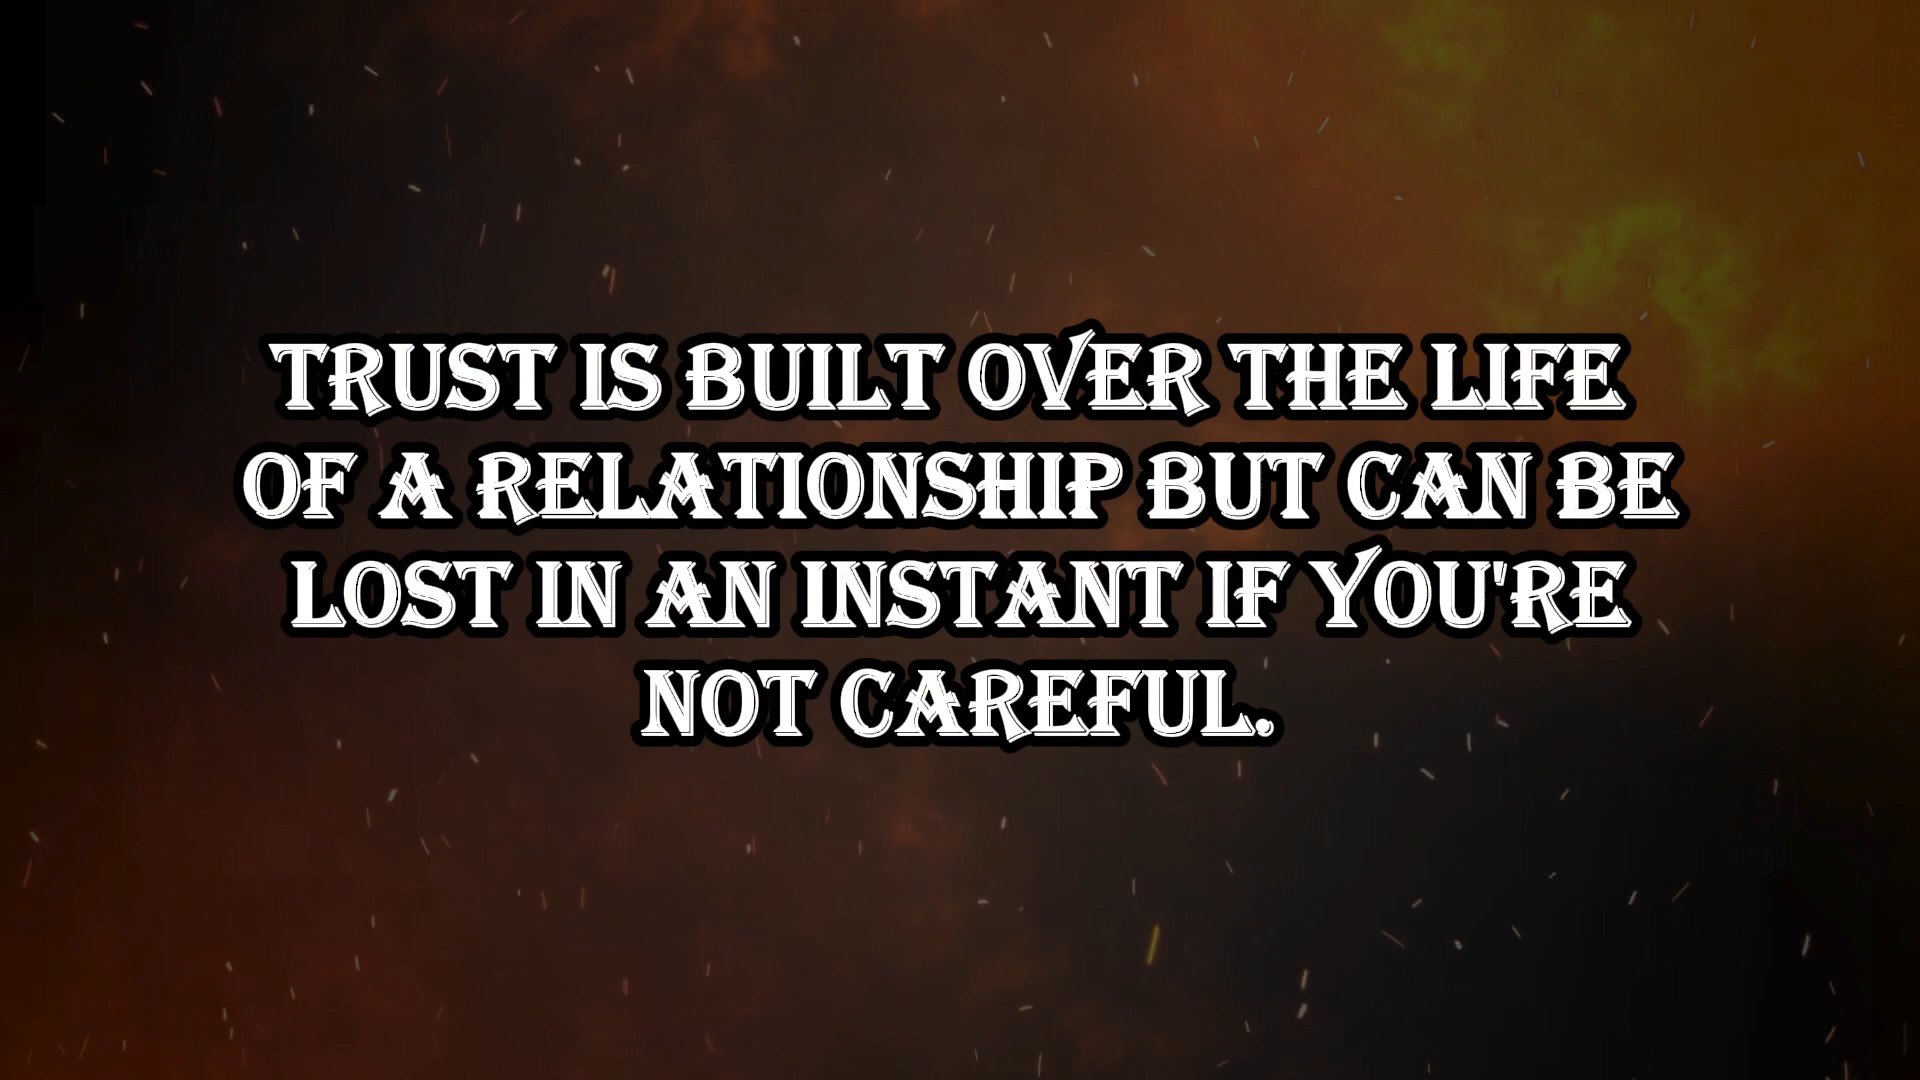 TRUST IS BUILT OVER THE LIFE
OF A RELATIONSHIP BUT CAN BE
LOST IN AN INSTANT IF YOU'RE
NOT CAREFUL.